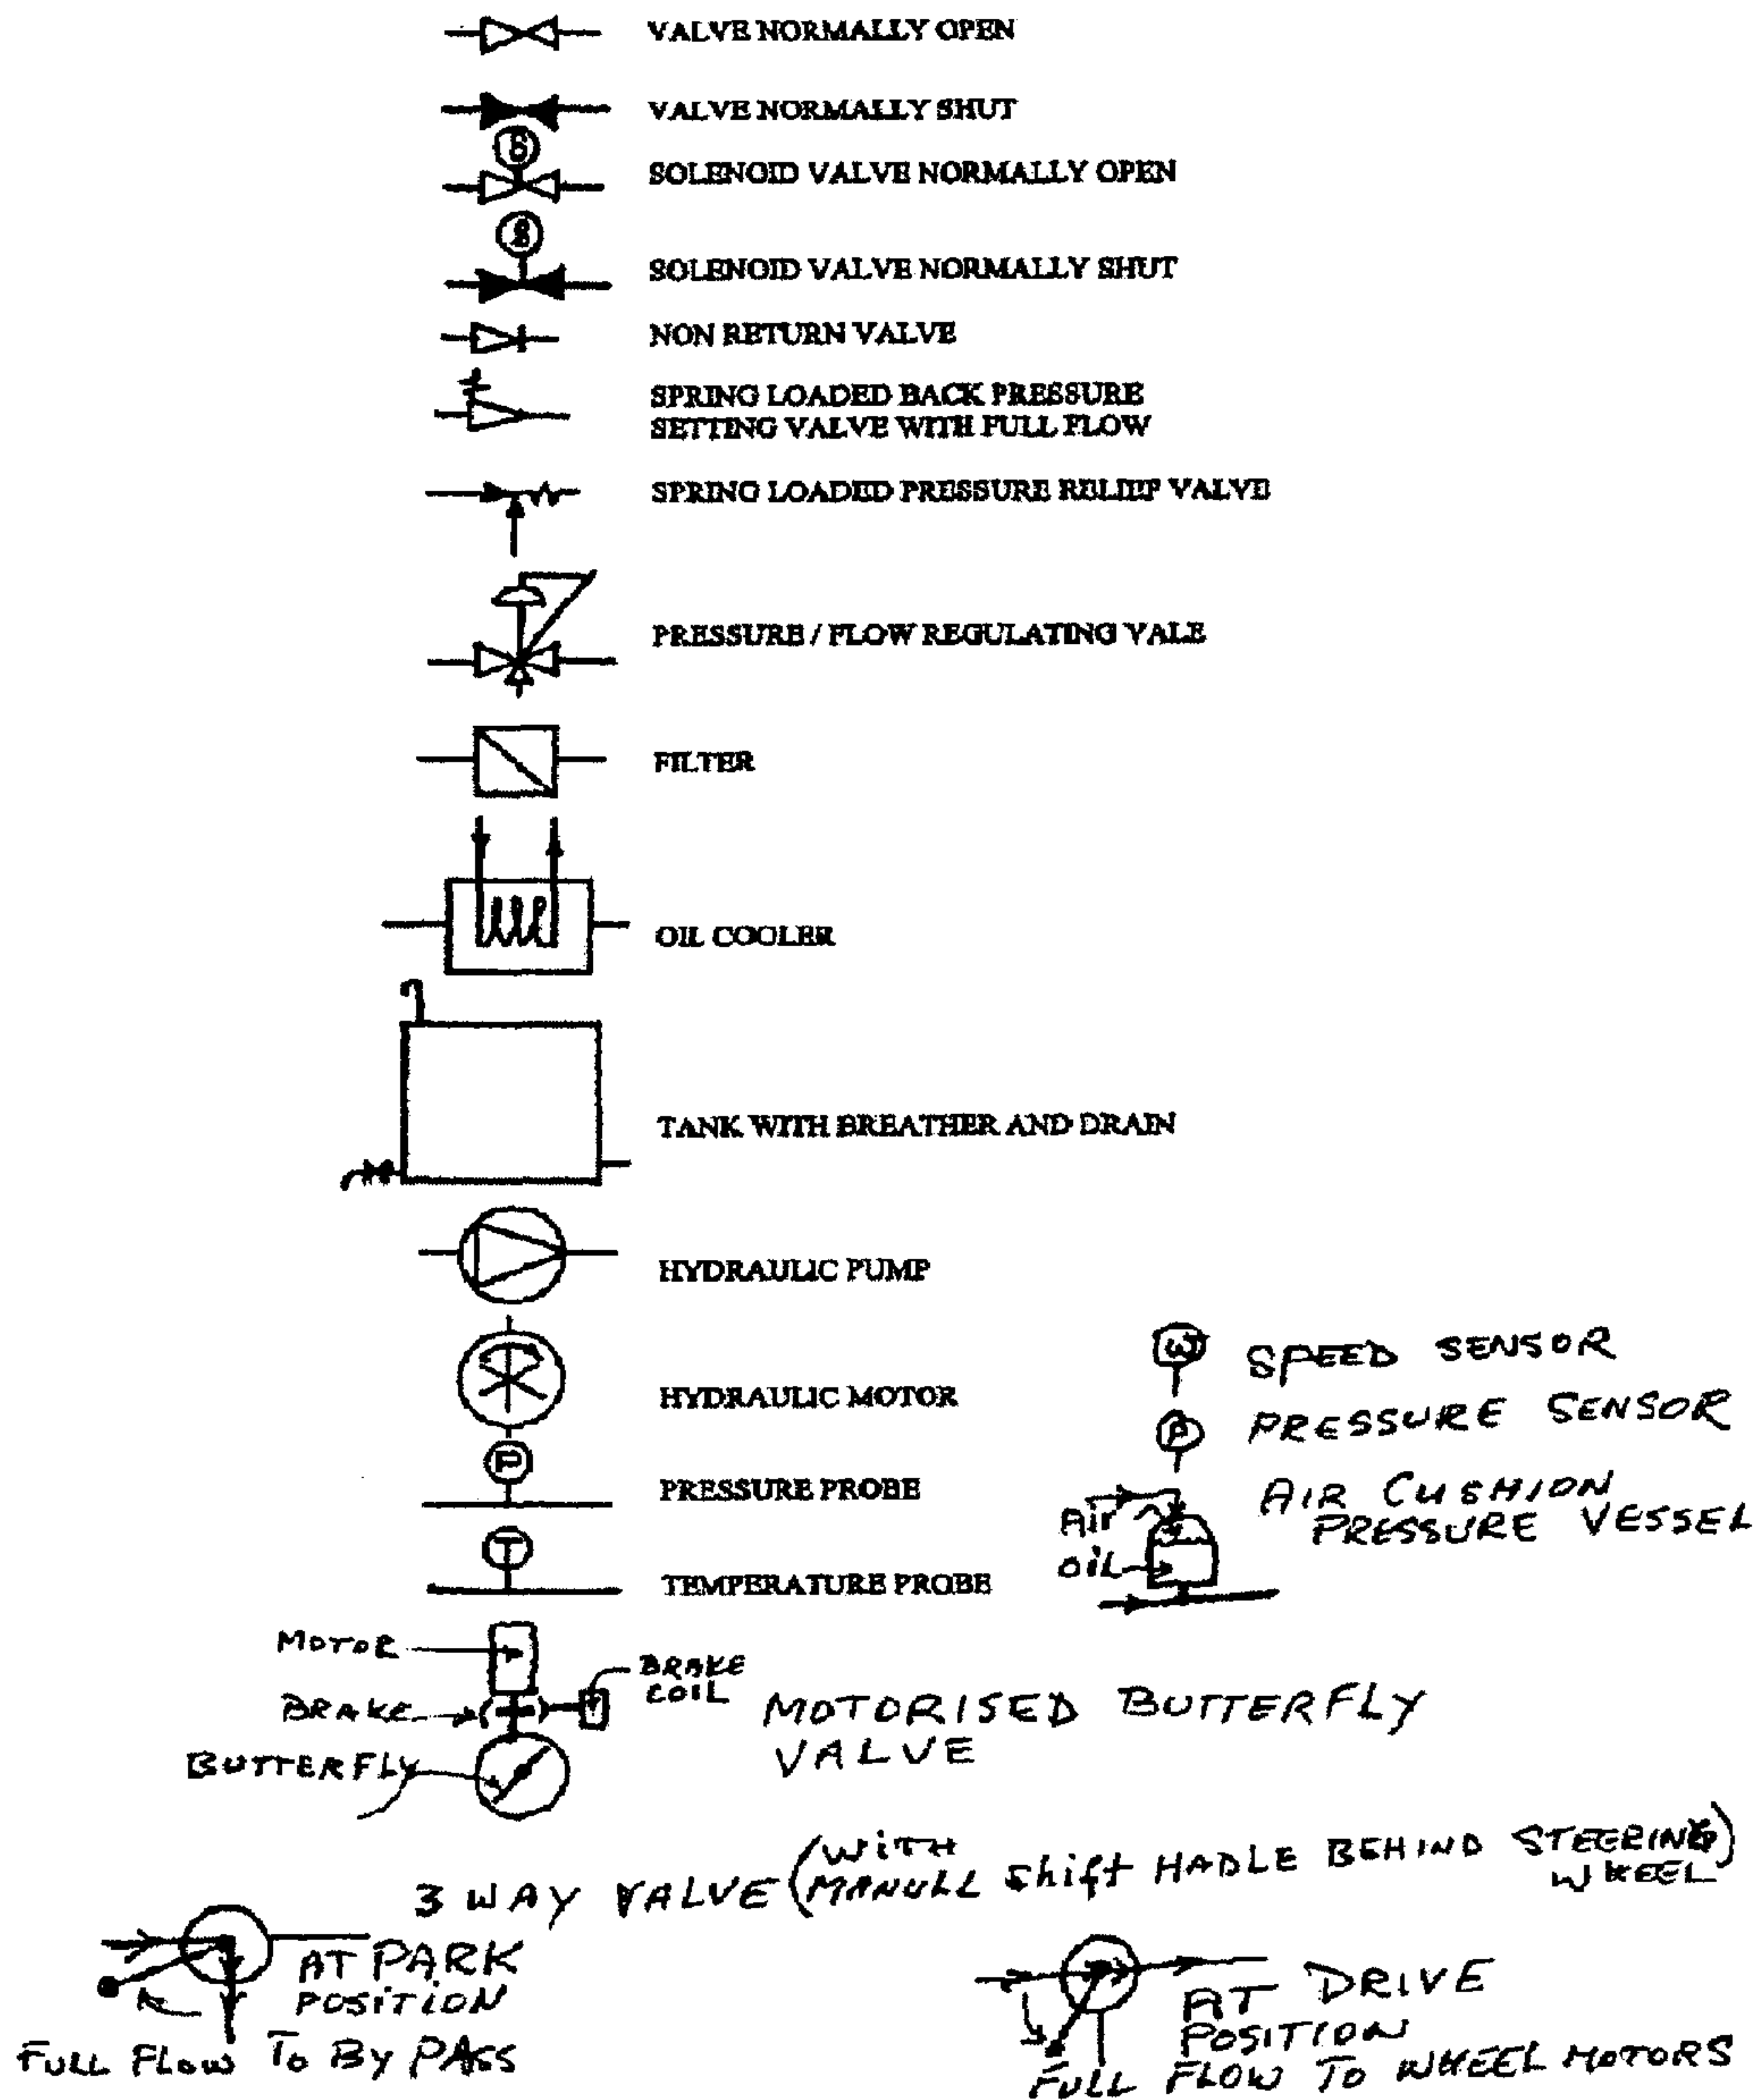 VALVE NORMALLY OPEN
VALVE NORMALLY SHUT
S
SOLENOID VALVE NORMALLY OPEN
S
SOLENOID VALVE NORMALLY SHUT
NON RETURN VALVE
SPRING LOADED BACK PRESSURE
SETTING VALVE WITH FULL FLOW
SPRING LOADED PRESSURE RELIEF VALVE
PRESSURE / FLOW REGULATING VALE
FILTER
OIL COOLER
TANK WITH BREATHER AND DRAIN
HYDRAULIC PUMP
HYDRAULIC MOTOR
P
PRESSURE PROBE
T
TEMPERATURE PROBE
ω SPEED SENSOR
P PRESSURE SENSOR
AIR CUSHION
PRESSURE VESSEL
Air
OiL
MOTOR
BRAKE
BRAKE
COIL
BUTTERFLY
MOTORISED BUTTERFLY
VALVE
3 WAY VALVE (WITH
MANULL Shift HADLE BEHIND STEERING
WHEEL)
AT PARK
POSITION
FULL FLOW TO By PASS
AT DRIVE
POSITION
FULL FLOW TO WHEEL MOTORS